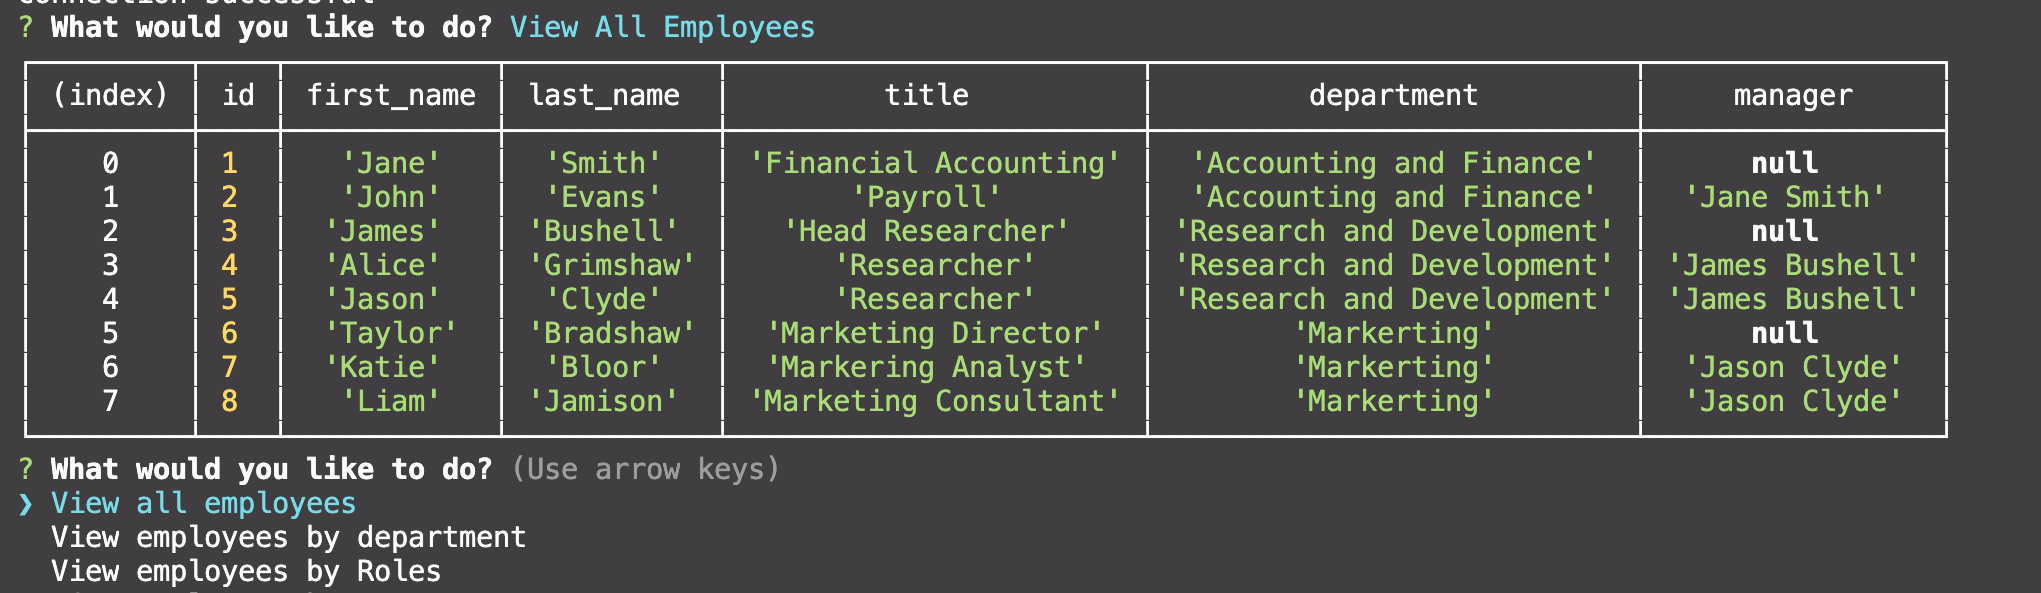 connection successful
? What would you like to do? View All Employees
(index) id first_name last_name title department manager
0 1 'Jane' 'Smith' 'Financial Accounting' 'Accounting and Finance' null
1 2 'John' 'Evans' 'Payroll' 'Accounting and Finance' 'Jane Smith'
2 3 'James' 'Bushell' 'Head Researcher' 'Research and Development' null
3 4 'Alice' 'Grimshaw' 'Researcher' 'Research and Development' 'James Bushell'
4 5 'Jason' 'Clyde' 'Researcher' 'Research and Development' 'James Bushell'
5 6 'Taylor' 'Bradshaw' 'Marketing Director' 'Markerting' null
6 7 'Katie' 'Bloor' 'Markering Analyst' 'Markerting' 'Jason Clyde'
7 8 'Liam' 'Jamison' 'Marketing Consultant' 'Markerting' 'Jason Clyde'
? What would you like to do? (Use arrow keys)
❯ View all employees
View employees by department
View employees by Roles